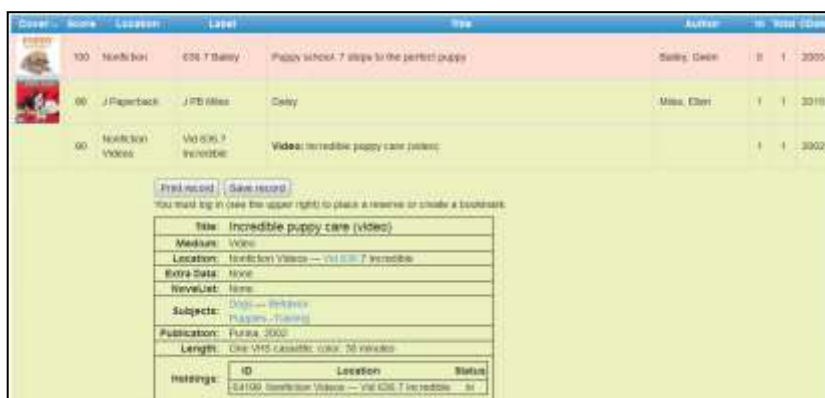 Cover Score Location Label Title Author In Total CDate
100 Nonfiction 636.7 Bailey Puppy school: 7 steps to the perfect puppy Bailey, Gwen 0 1 2005
J Paperback J PB Miles Daisy Miles, Ellen 1 1
Nonfiction Videos Vid 636.7 Incredible Video: Incredible puppy care (video) 1 1 2002
Print record Save record
You must log in (see the upper right) to place a reserve or create a bookmark.
Title: Incredible puppy care (video)
Medium: Video
Location: Nonfiction Videos — Vid 636.7 Incredible
Extra Data: None
NoveList: None
Subjects: Dogs — Behavior
Puppies - Training
Publication: Purina, 2002
Length: One VHS cassette, color, 38 minutes
Holdings: ID Location Status
Nonfiction Videos — Vid 636.7 Incredible In